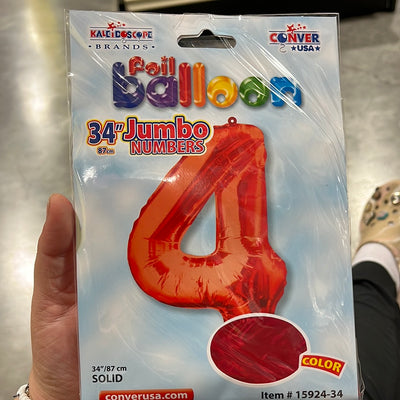 KALEIDOSCOPE
BRANDS
CONVER
USA
foil
balloon
34" Jumbo
87cm NUMBERS
4
COLOR
34"/87 cm
SOLID
converusa.com
Item # 15924-34